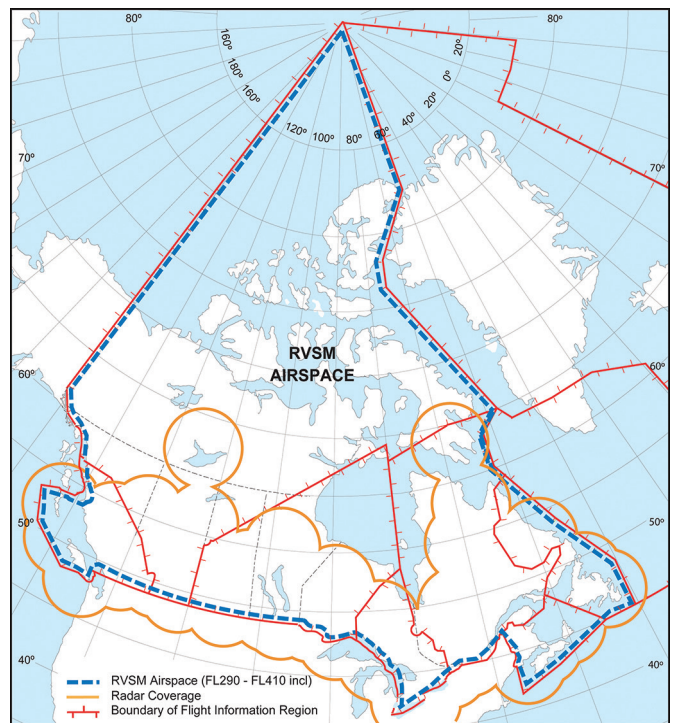 80º
80º
160º
180º
160º
20º
0º
20º
40º
60º
80º
100º
120º
70º
70º
RVSM
AIRSPACE
60º
60º
50º
50º
40º
40º
RVSM Airspace (FL290 - FL410 incl)
Radar Coverage
Boundary of Flight Information Region